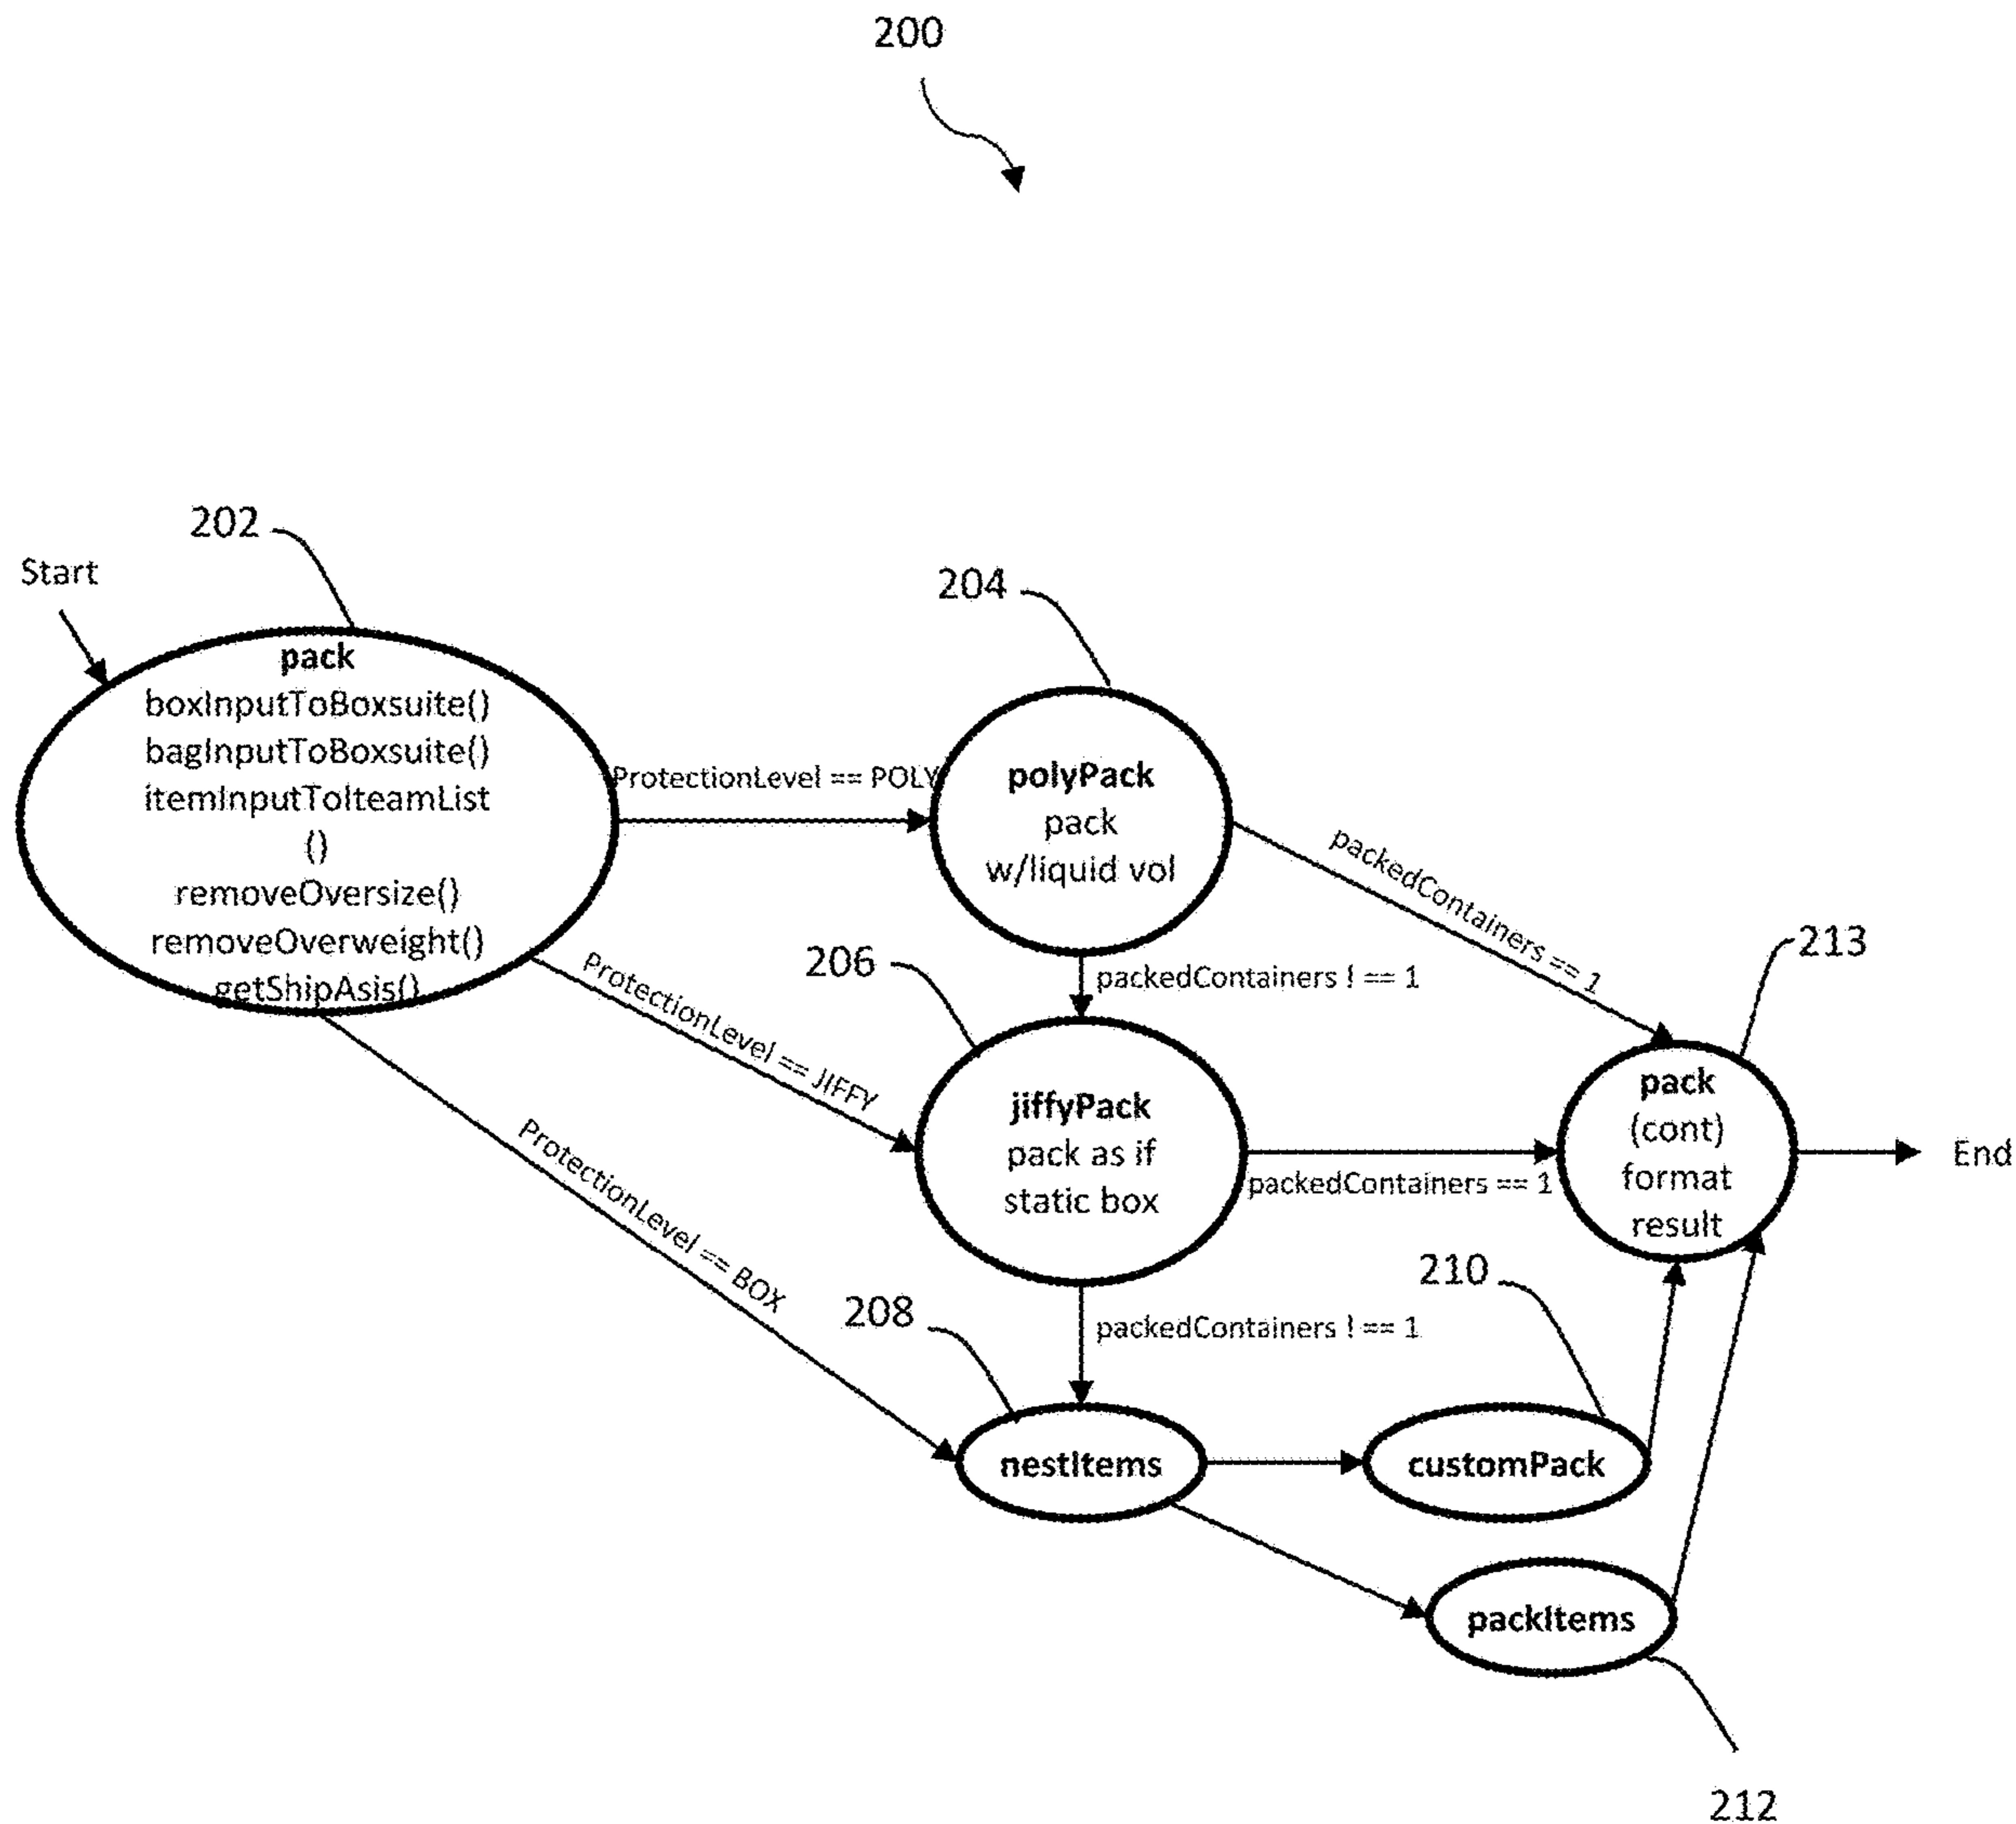 200
202
Start
pack
boxInputToBoxsuite()
bagInputToBoxsuite()
itemInputToIteamList
()
removeOversize()
removeOverweight()
getShipAsis()
ProtectionLevel == POLY
ProtectionLevel == JIFFY
ProtectionLevel == BOX
204
polyPack
pack
w/liquid vol
packedContainers == 1
packedContainers ! == 1
206
jiffyPack
pack as if
static box
packedContainers == 1
packedContainers ! == 1
213
pack
(cont)
format
result
End
208
nestItems
210
customPack
packItems
212